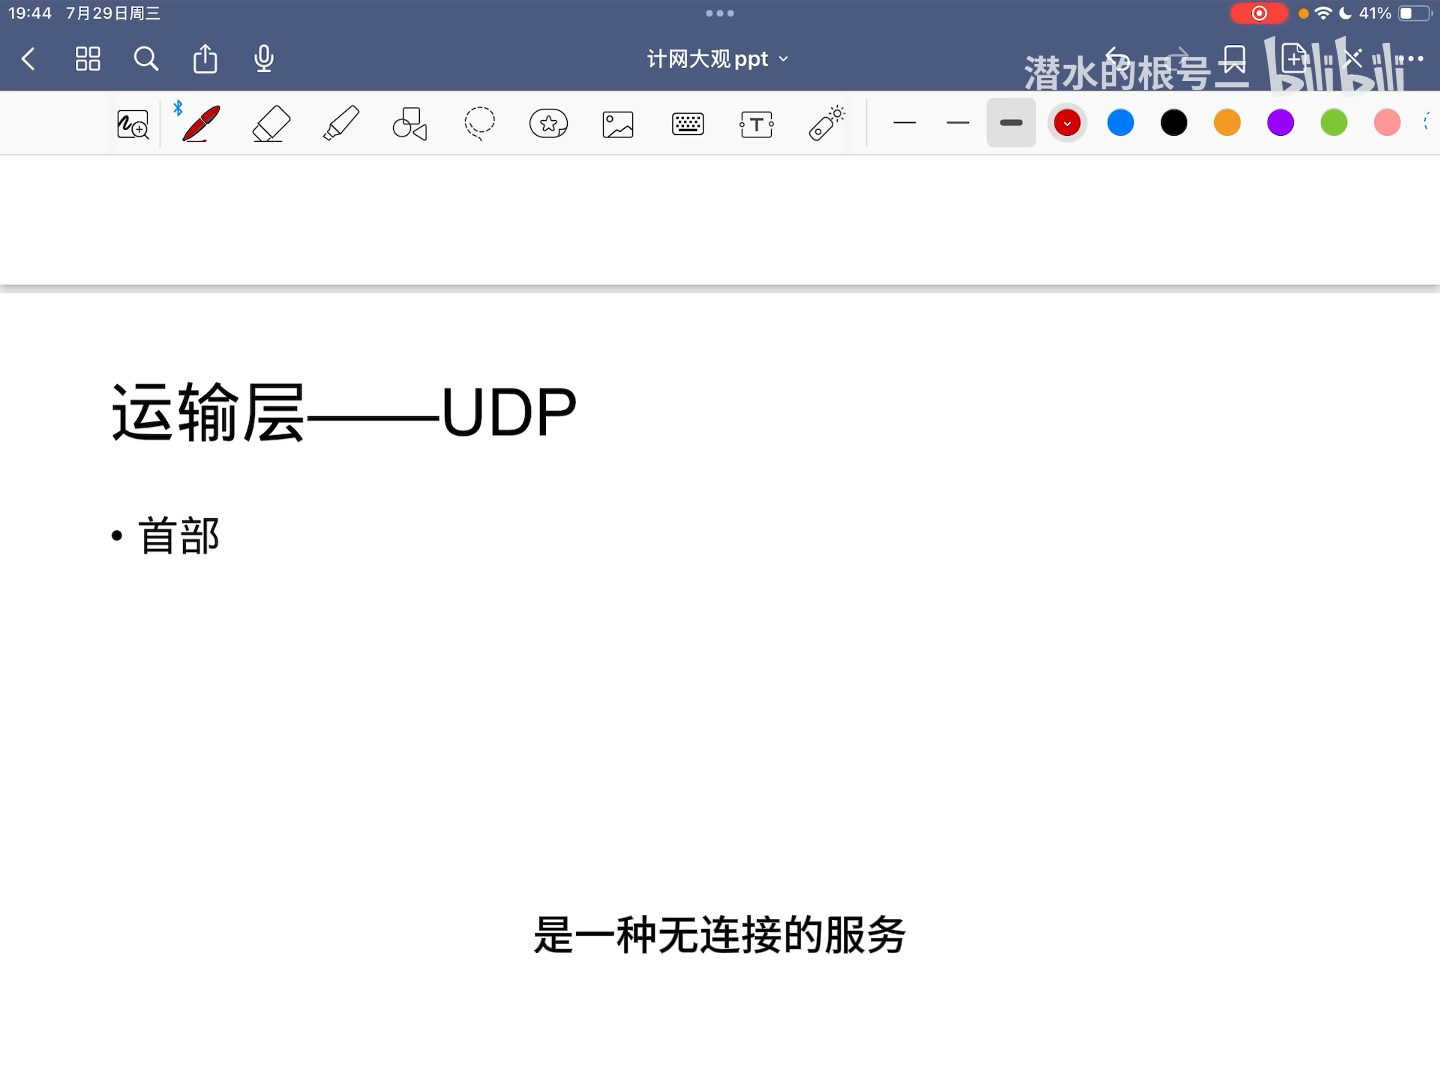 19:44 7月29日周三
41%
计网大观ppt
潜水的根号二 bilibili
T
运输层——UDP
• 首部
是一种无连接的服务